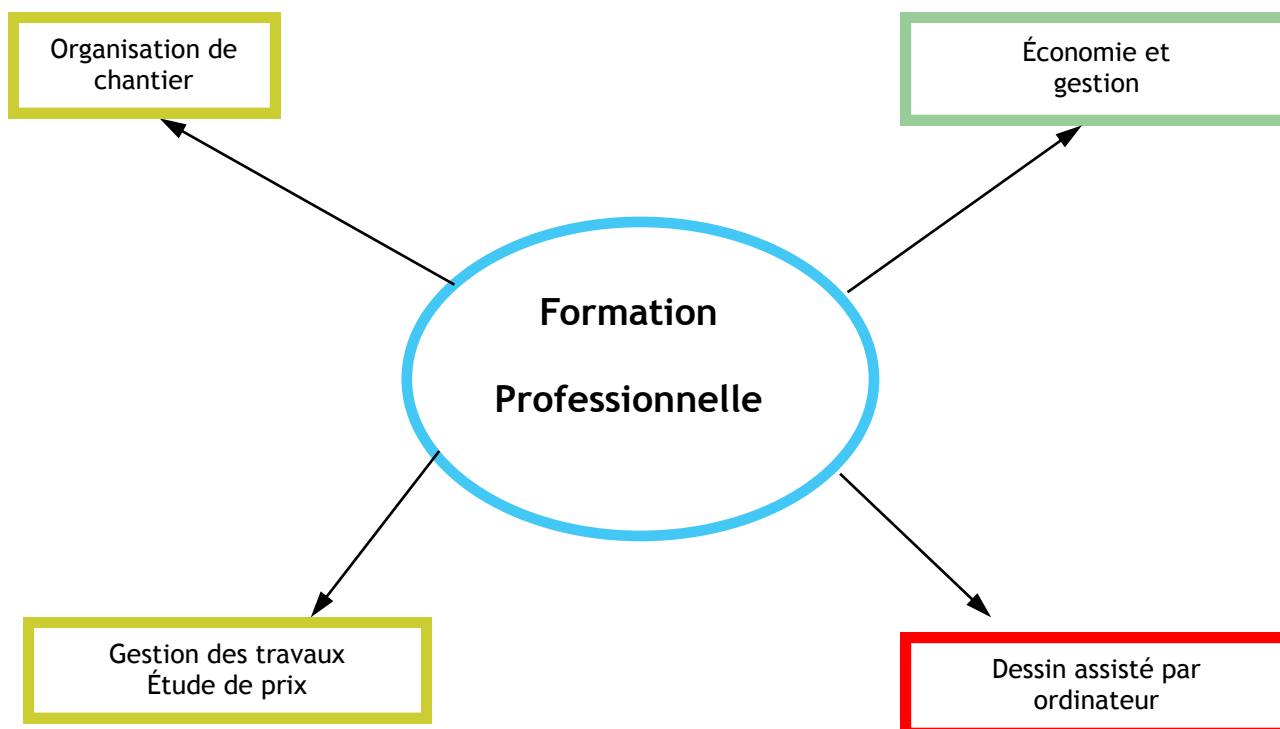 Organisation de
chantier
Économie et
gestion
Formation
Professionnelle
Gestion des travaux
Étude de prix
Dessin assisté par
ordinateur